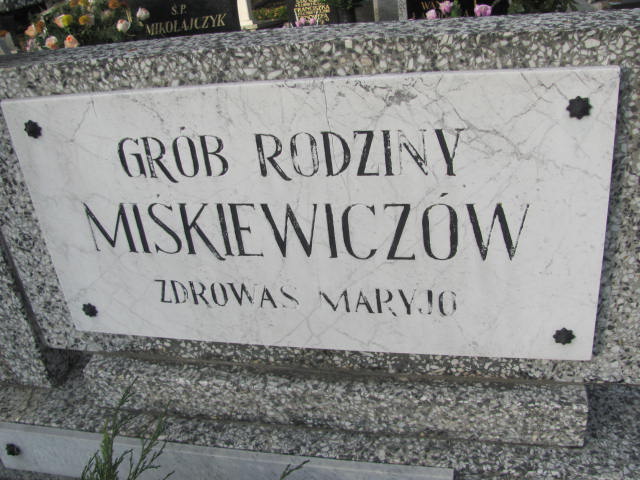 Ś.P.
MIKOŁAJCZYK
GRÓB RODZINY
MIŚKIEWICZÓW
ZDROWAŚ MARYJO